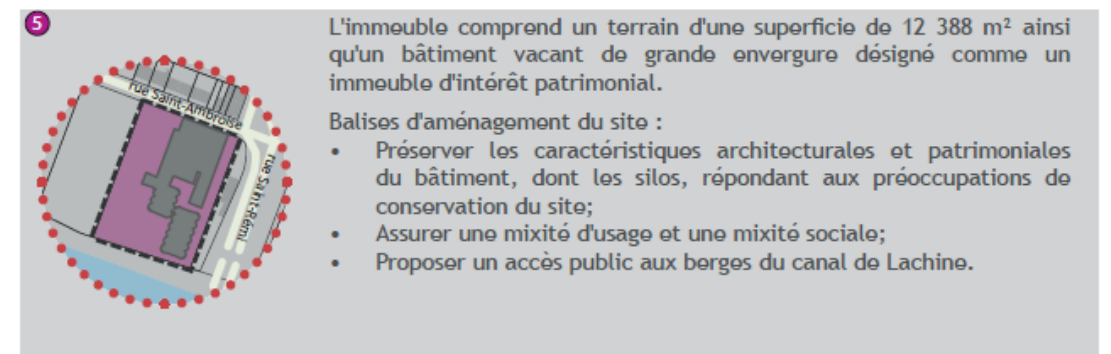 5
L'immeuble comprend un terrain d'une superficie de 12 388 m² ainsi
qu'un bâtiment vacant de grande envergure désigné comme un
immeuble d'intérêt patrimonial.
rue Saint-Ambroise
rue Saint-Rémi
Balises d'aménagement du site :
• Préserver les caractéristiques architecturales et patrimoniales
du bâtiment, dont les silos, répondant aux préoccupations de
conservation du site;
• Assurer une mixité d'usage et une mixité sociale;
• Proposer un accès public aux berges du canal de Lachine.